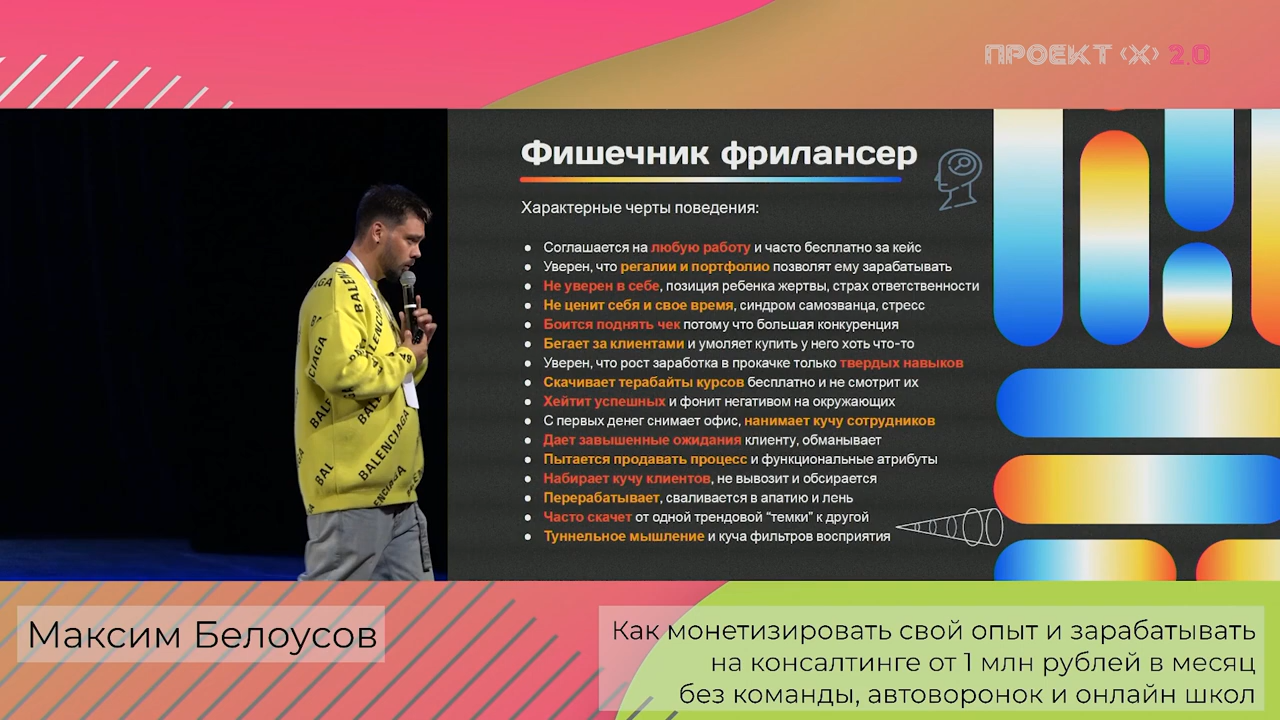 ПРОЕКТ ‹X› 2.0
Фишечник фрилансер
Характерные черты поведения:
● Соглашается на любую работу и часто бесплатно за кейс
● Уверен, что регалии и портфолио позволят ему зарабатывать
● Не уверен в себе, позиция ребенка жертвы, страх ответственности
● Не ценит себя и свое время, синдром самозванца, стресс
● Боится поднять чек потому что большая конкуренция
● Бегает за клиентами и умоляет купить у него хоть что-то
● Уверен, что рост заработка в прокачке только твердых навыков
● Скачивает терабайты курсов бесплатно и не смотрит их
● Хейтит успешных и фонит негативом на окружающих
● С первых денег снимает офис, нанимает кучу сотрудников
● Дает завышенные ожидания клиенту, обманывает
● Пытается продавать процесс и функциональные атрибуты
● Набирает кучу клиентов, не вывозит и обсирается
● Перерабатывает, сваливается в апатию и лень
● Часто скачет от одной трендовой “темки” к другой
● Туннельное мышление и куча фильтров восприятия
BALENCIAGA
BALENCIAGA
Максим Белоусов
Как монетизировать свой опыт и зарабатывать
на консалтинге от 1 млн рублей в месяц
без команды, автоворонок и онлайн школ